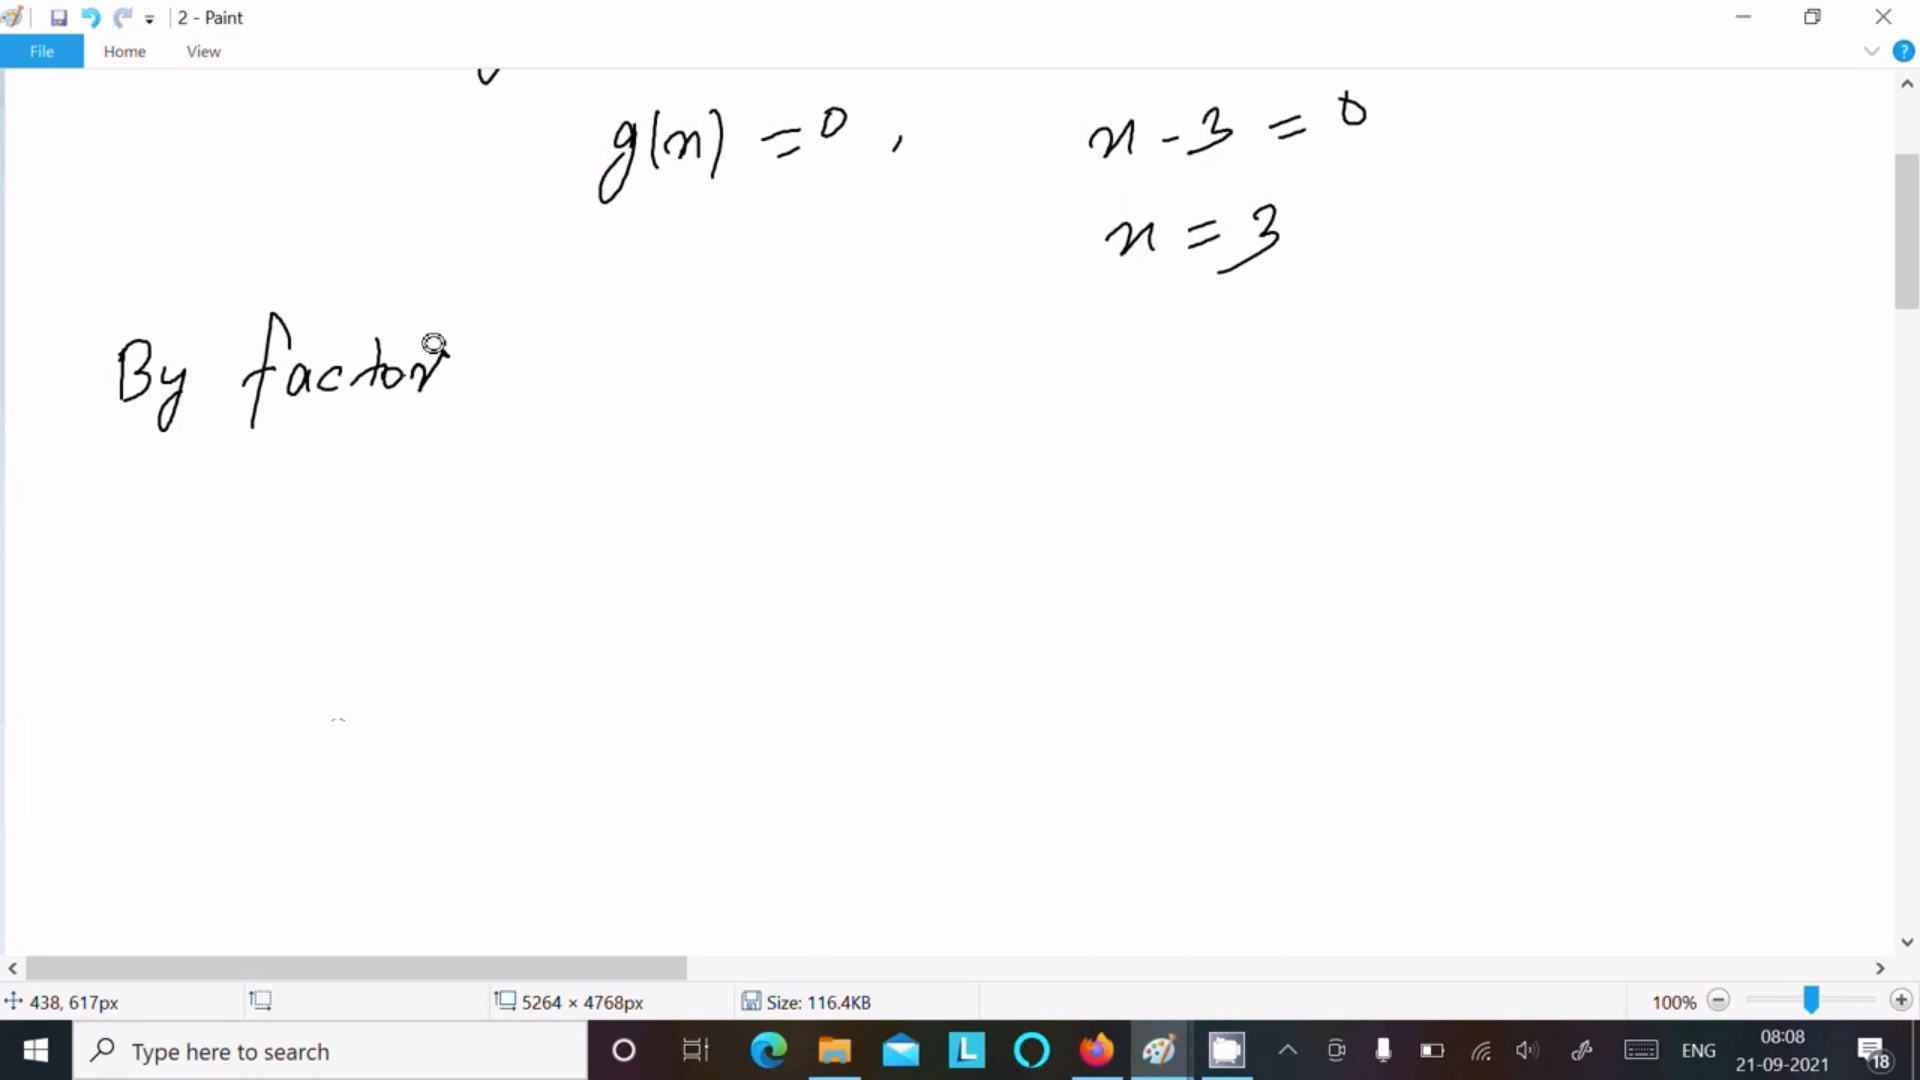 2 - Paint
File Home View
g(x) = 0 , x - 3 = 0
x = 3
By factor
438, 617px 5264 × 4768px Size: 116.4KB 100%
Type here to search L ENG 08:08
21-09-2021 18